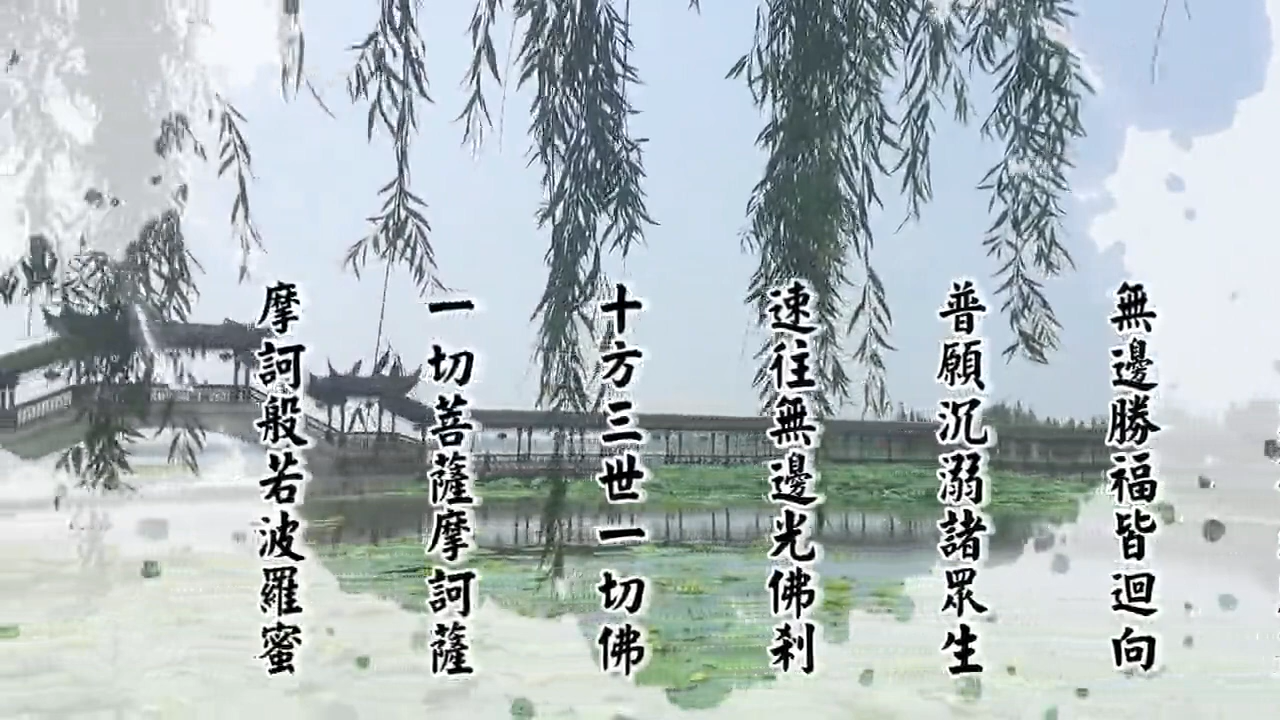 無邊勝福皆迴向
普願沉溺諸眾生
速往無邊光佛剎
十方三世一切佛
一切菩薩摩訶薩
摩訶般若波羅蜜